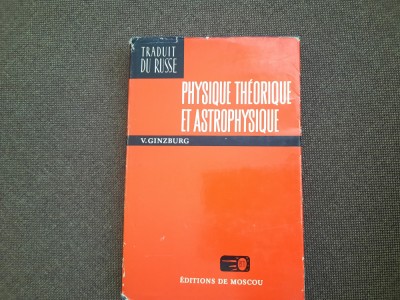 TRADUIT
DU RUSSE
PHYSIQUE THÉORIQUE
ET ASTROPHYSIQUE
V. GINZBURG
ÉDITIONS DE MOSCOU